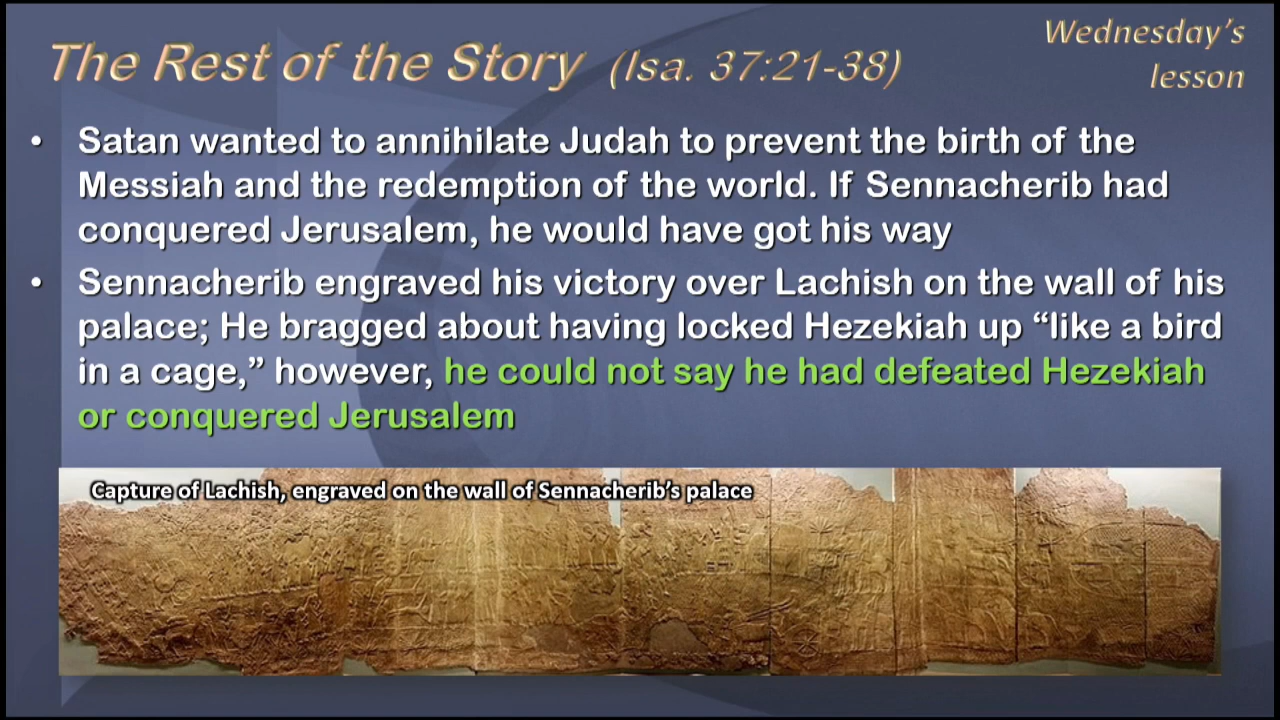 The Rest of the Story (Isa. 37:21-38)
Wednesday's
lesson
• Satan wanted to annihilate Judah to prevent the birth of the
Messiah and the redemption of the world. If Sennacherib had
conquered Jerusalem, he would have got his way
• Sennacherib engraved his victory over Lachish on the wall of his
palace; He bragged about having locked Hezekiah up “like a bird
in a cage,” however, he could not say he had defeated Hezekiah
or conquered Jerusalem
Capture of Lachish, engraved on the wall of Sennacherib's palace